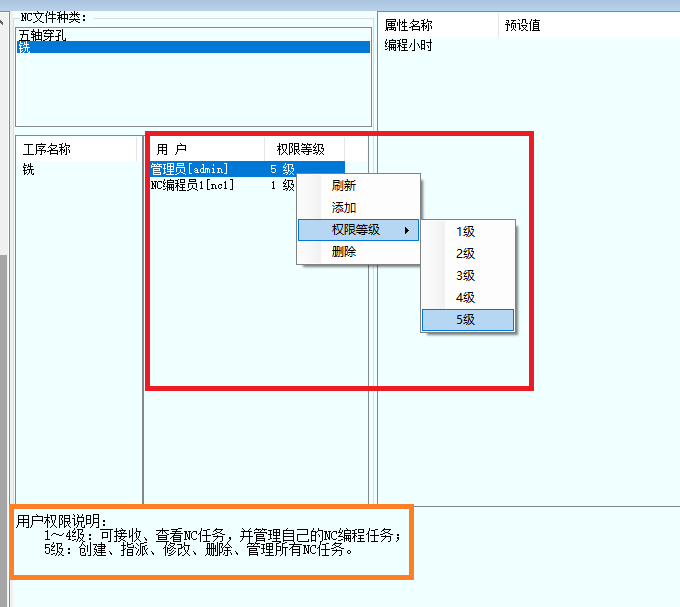 NC文件种类:
五轴穿孔
铣
属性名称 预设值
编程小时
工序名称
铣
用 户 权限等级
管理员[admin] 5 级
NC编程员1[nc1] 1 级
刷新
添加
权限等级
删除
1级
2级
3级
4级
5级
用户权限说明:
1～4级: 可接收、查看NC任务，并管理自己的NC编程任务;
5级: 创建、指派、修改、删除、管理所有NC任务。